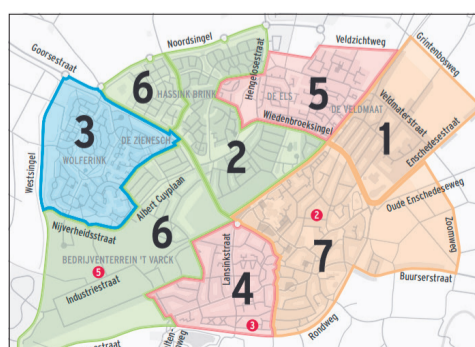 Noordsingel
Veldzichtweg
Grintenbosweg
Goorsestraat
Hengelosestraat
6
HASSINK BRINK
DE ELS
5
DE VELDMAAT
Veldmaterstraat
Enschedesestraat
1
Wiedenbroeksingel
3
DE ZIENESCH
WOLFERINK
2
Westsingel
Albert Cuyplaan
Oude Enschedeseweg
Zoomweg
2
Nijverheidsstraat
6
7
BEDRIJVENTERREIN 'T VARCK
5
Lansinkstraat
4
Industriestraat
Buurserstraat
3
Rondweg